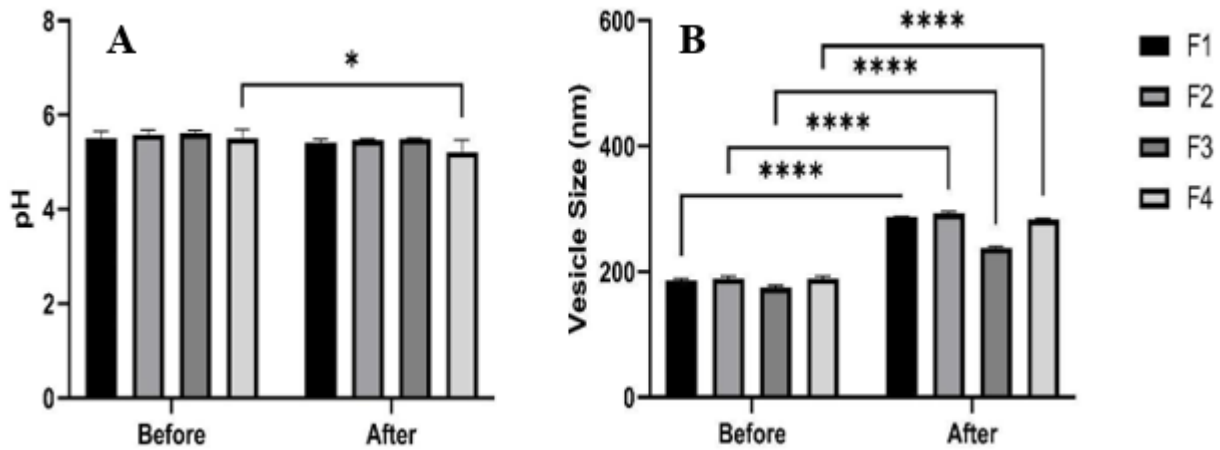 A
pH
8
6
4
2
0
*
Before
After
B
Vesicle Size (nm)
600
400
200
0
****
****
****
****
Before
After
F1
F2
F3
F4